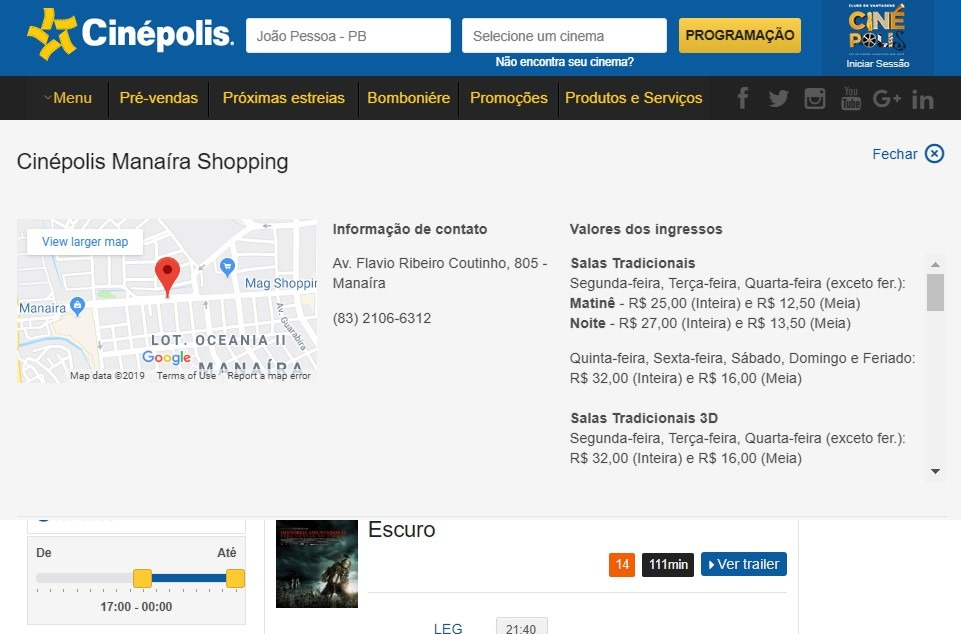 Cinépolis.
João Pessoa - PB
Selecione um cinema
PROGRAMAÇÃO
Não encontra seu cinema?
CINÉ
POLIS
Iniciar Sessão
Menu
Pré-vendas
Próximas estreias
Bomboniére
Promoções
Produtos e Serviços
You
Tube
G+
in
Cinépolis Manaíra Shopping
Fechar
View larger map
Manaira
Mag Shoppin
Av. Guarabira
LOT. OCEANIA II
MANAÍRA
Google
Map data ©2019 Terms of Use Report a map error
Informação de contato
Av. Flavio Ribeiro Coutinho, 805 -
Manaíra
(83) 2106-6312
Valores dos ingressos
Salas Tradicionais
Segunda-feira, Terça-feira, Quarta-feira (exceto fer.):
Matinê - R$ 25,00 (Inteira) e R$ 12,50 (Meia)
Noite - R$ 27,00 (Inteira) e R$ 13,50 (Meia)
Quinta-feira, Sexta-feira, Sábado, Domingo e Feriado:
R$ 32,00 (Inteira) e R$ 16,00 (Meia)
Salas Tradicionais 3D
Segunda-feira, Terça-feira, Quarta-feira (exceto fer.):
R$ 32,00 (Inteira) e R$ 16,00 (Meia)
De Até
17:00 - 00:00
Escuro
14 111min Ver trailer
LEG 21:40